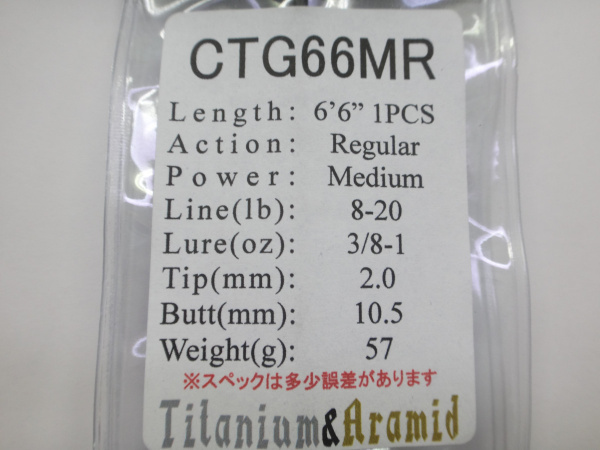 CTG66MR
Length: 6’6” 1PCS
Action: Regular
Power: Medium
Line(lb): 8-20
Lure(oz): 3/8-1
Tip(mm): 2.0
Butt(mm): 10.5
Weight(g): 57
※スペックは多少誤差があります
Titanium&Aramid